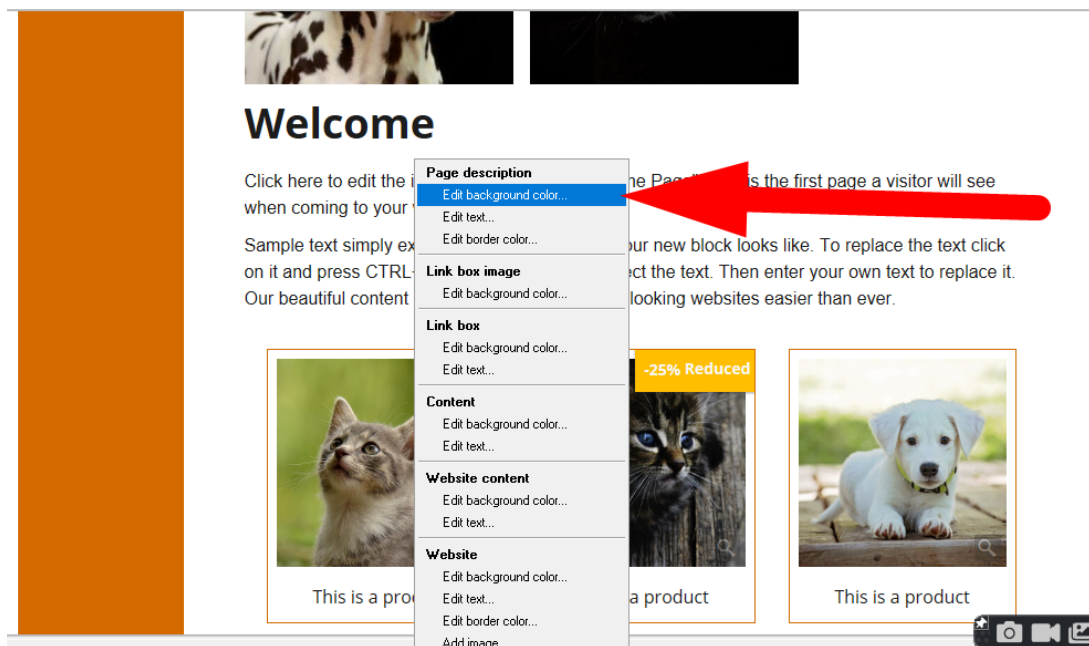 Welcome
Click here to edit the i
ne Page
is the first page a visitor will see
when coming to your
Sample text simply ex
our new block looks like. To replace the text click
on it and press CTRL
ect the text. Then enter your own text to replace it.
Our beautiful content
looking websites easier than ever.
Page description
Edit background color...
Edit text...
Edit border color...
Link box image
Edit background color...
Link box
Edit background color...
Edit text...
Content
Edit background color...
Edit text...
Website content
Edit background color...
Edit text...
Website
Edit background color...
Edit text...
Edit border color...
Add image
-25% Reduced
This is a pro
a product
This is a product